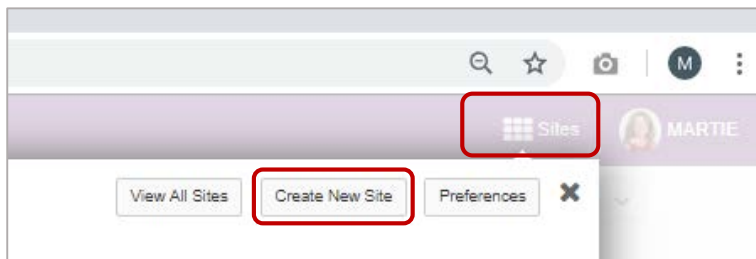 M
Sites MARTIE
View All Sites Create New Site Preferences